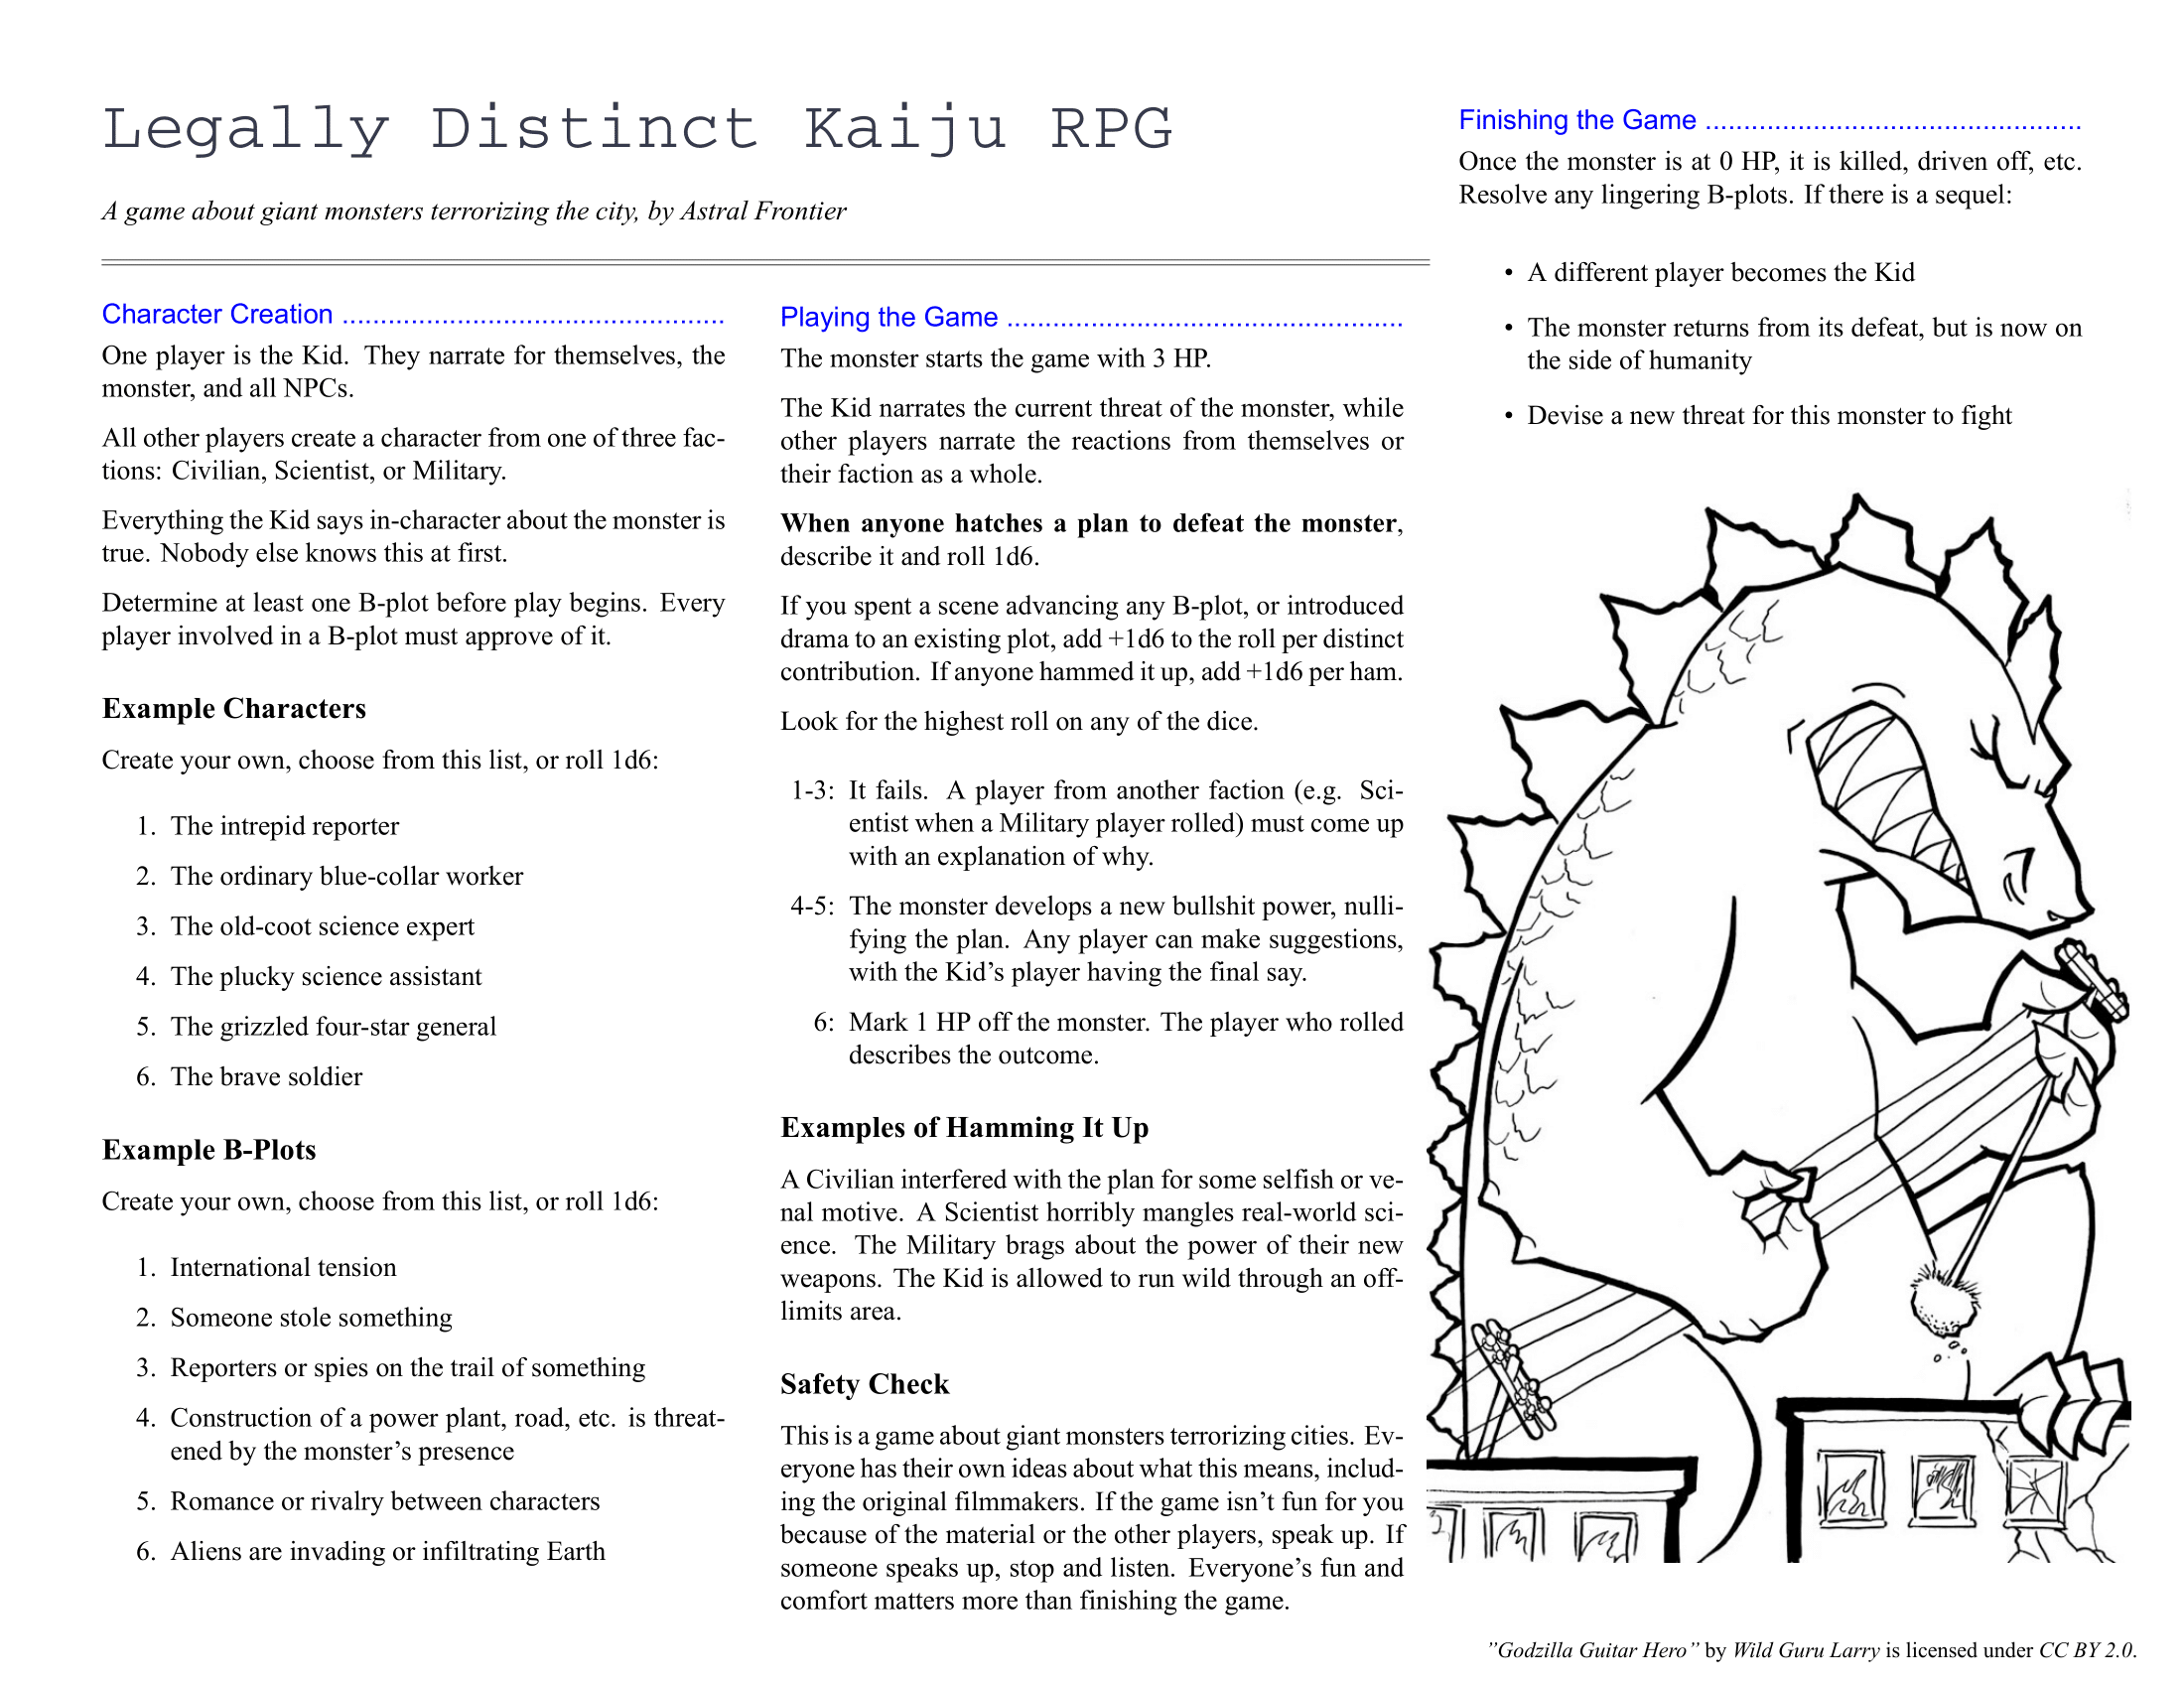 Legally Distinct Kaiju RPG
A game about giant monsters terrorizing the city, by Astral Frontier
Character Creation ..................................................
One player is the Kid. They narrate for themselves, the
monster, and all NPCs.
All other players create a character from one of three fac-
tions: Civilian, Scientist, or Military.
Everything the Kid says in-character about the monster is
true. Nobody else knows this at first.
Determine at least one B-plot before play begins. Every
player involved in a B-plot must approve of it.
Example Characters
Create your own, choose from this list, or roll 1d6:
1. The intrepid reporter
2. The ordinary blue-collar worker
3. The old-coot science expert
4. The plucky science assistant
5. The grizzled four-star general
6. The brave soldier
Example B-Plots
Create your own, choose from this list, or roll 1d6:
1. International tension
2. Someone stole something
3. Reporters or spies on the trail of something
4. Construction of a power plant, road, etc. is threat-
ened by the monster's presence
5. Romance or rivalry between characters
6. Aliens are invading or infiltrating Earth
Playing the Game ....................................................
The monster starts the game with 3 HP.
The Kid narrates the current threat of the monster, while
other players narrate the reactions from themselves or
their faction as a whole.
When anyone hatches a plan to defeat the monster,
describe it and roll 1d6.
If you spent a scene advancing any B-plot, or introduced
drama to an existing plot, add +1d6 to the roll per distinct
contribution. If anyone hammed it up, add +1d6 per ham.
Look for the highest roll on any of the dice.
1-3: It fails. A player from another faction (e.g. Sci-
entist when a Military player rolled) must come up
with an explanation of why.
4-5: The monster develops a new bullshit power, nulli-
fying the plan. Any player can make suggestions,
with the Kid's player having the final say.
6: Mark 1 HP off the monster. The player who rolled
describes the outcome.
Examples of Hamming It Up
A Civilian interfered with the plan for some selfish or ve-
nal motive. A Scientist horribly mangles real-world sci-
ence. The Military brags about the power of their new
weapons. The Kid is allowed to run wild through an off-
limits area.
Safety Check
This is a game about giant monsters terrorizing cities. Ev-
eryone has their own ideas about what this means, includ-
ing the original filmmakers. If the game isn't fun for you
because of the material or the other players, speak up. If
someone speaks up, stop and listen. Everyone's fun and
comfort matters more than finishing the game.
Finishing the Game .................................................
Once the monster is at 0 HP, it is killed, driven off, etc.
Resolve any lingering B-plots. If there is a sequel:
• A different player becomes the Kid
• The monster returns from its defeat, but is now on
the side of humanity
• Devise a new threat for this monster to fight
”Godzilla Guitar Hero” by Wild Guru Larry is licensed under CC BY 2.0.